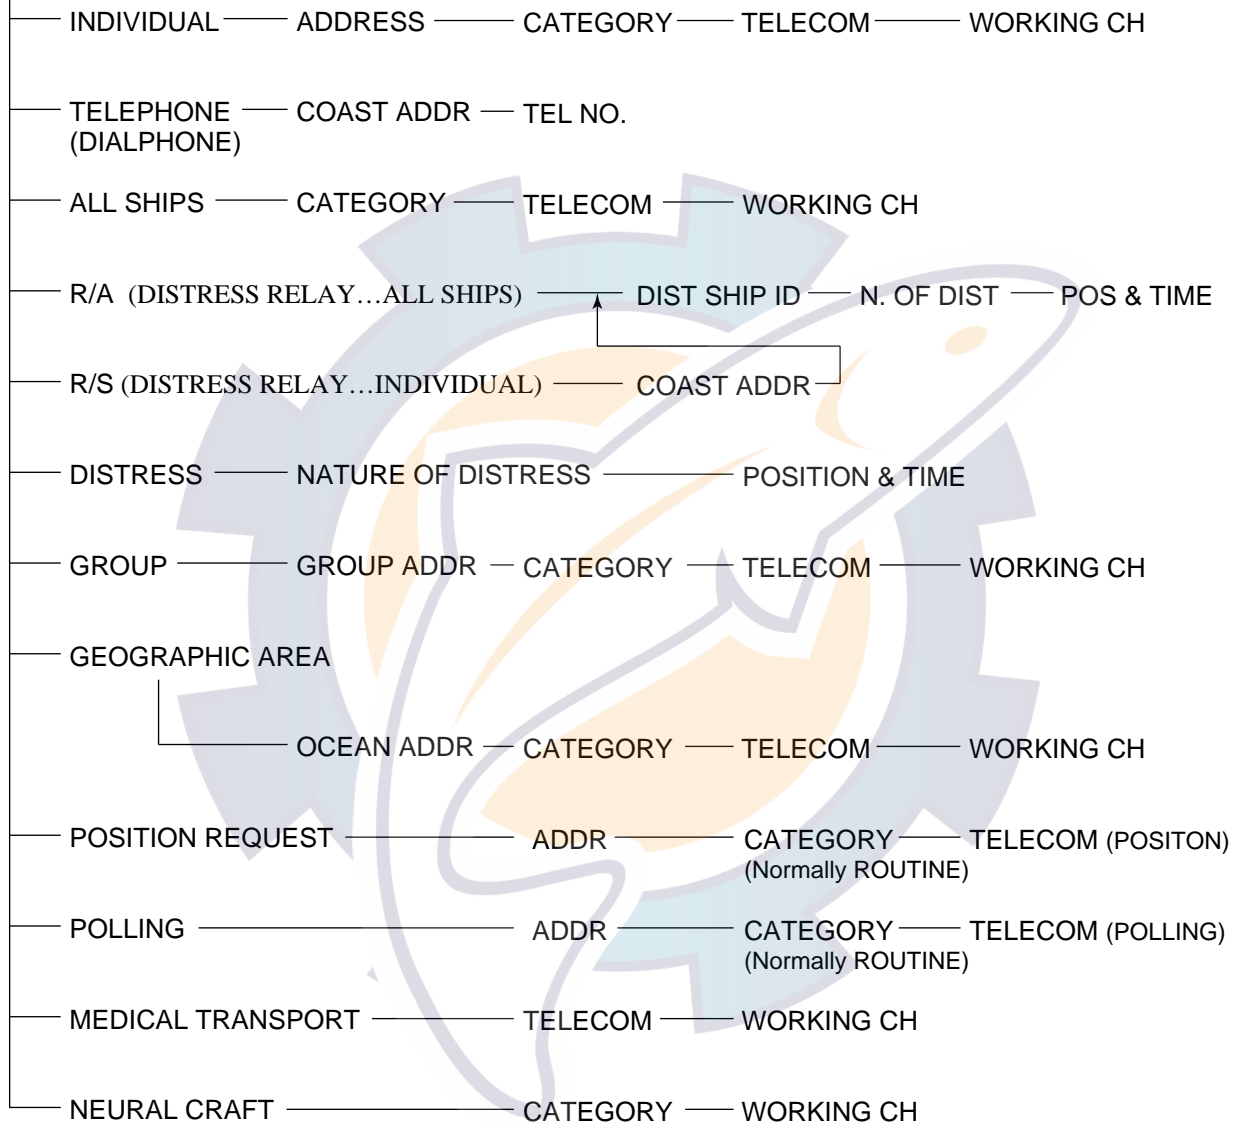 INDIVIDUAL ADDRESS CATEGORY TELECOM WORKING CH
TELEPHONE COAST ADDR TEL NO.
(DIALPHONE)
ALL SHIPS CATEGORY TELECOM WORKING CH
R/A (DISTRESS RELAY…ALL SHIPS) DIST SHIP ID N. OF DIST POS & TIME
R/S (DISTRESS RELAY…INDIVIDUAL) COAST ADDR
DISTRESS NATURE OF DISTRESS POSITION & TIME
GROUP GROUP ADDR CATEGORY TELECOM WORKING CH
GEOGRAPHIC AREA
OCEAN ADDR CATEGORY TELECOM WORKING CH
POSITION REQUEST ADDR CATEGORY TELECOM (POSITON)
(Normally ROUTINE)
POLLING ADDR CATEGORY TELECOM (POLLING)
(Normally ROUTINE)
MEDICAL TRANSPORT TELECOM WORKING CH
NEURAL CRAFT CATEGORY WORKING CH